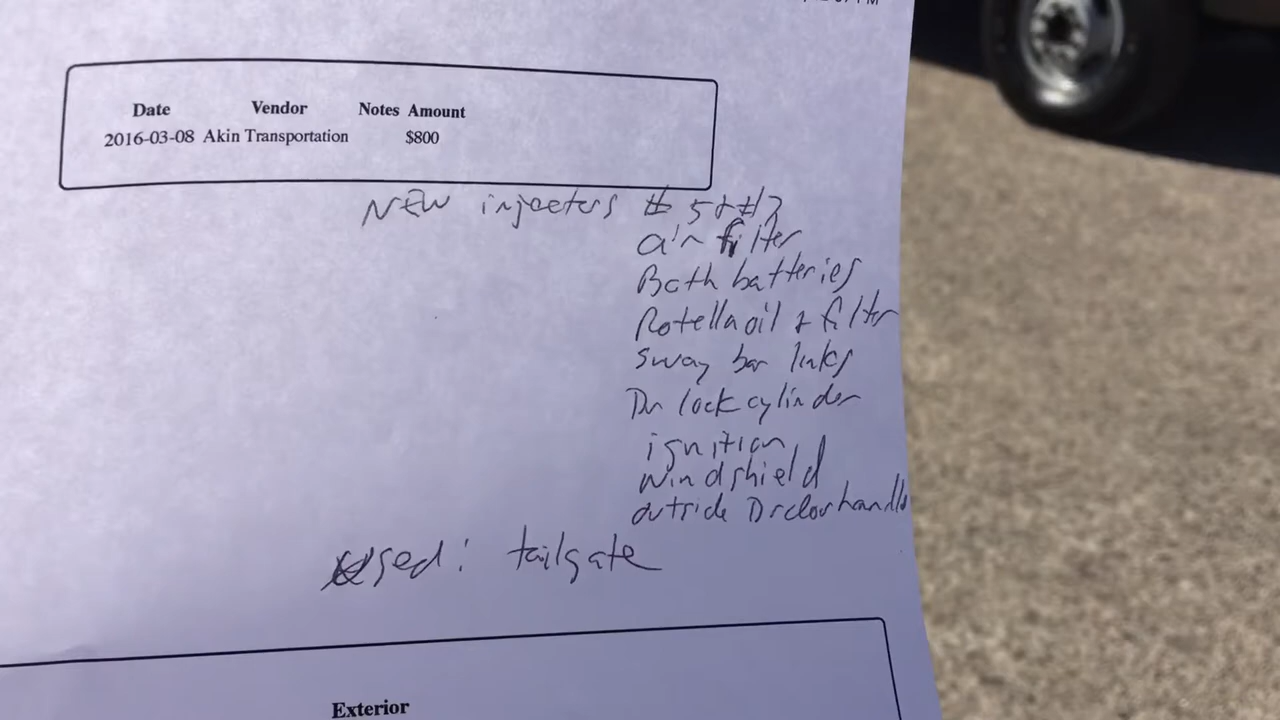 Date Vendor Notes Amount
2016-03-08 Akin Transportation $800
NEW injectors # 5 & #7
air filter
Both batteries
Rotella oil & filter
Sway bar links
Dr lock cylinder
ignition
windshield
outside Dr door handle
Used: tailgate
Exterior